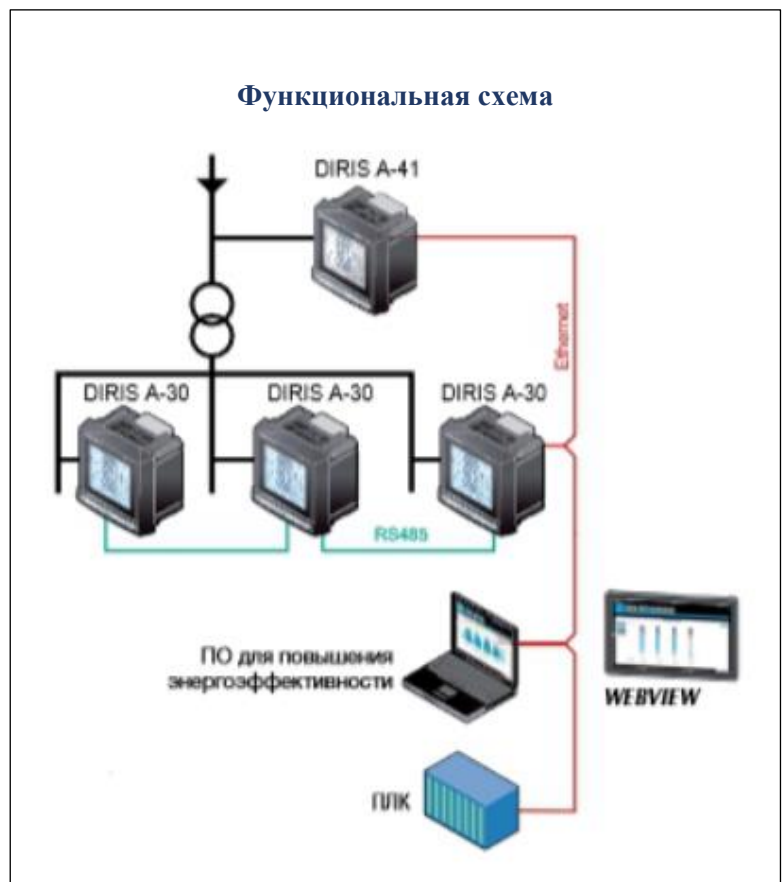 Функциональная схема
DIRIS A-41
Ethernet
DIRIS A-30
DIRIS A-30
DIRIS A-30
RS485
ПО для повышения
энергоэффективности
WEBVIEW
ПЛК